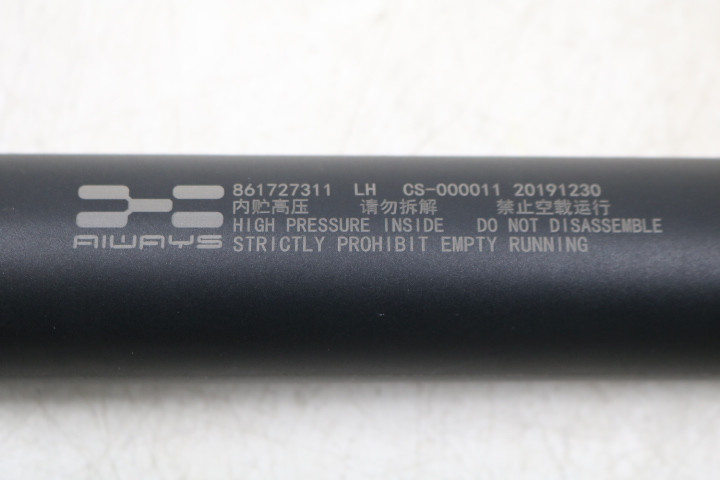 861727311 LH CS-000011 20191230
内贮高压 请勿拆解 禁止空载运行
AIWAYS HIGH PRESSURE INSIDE DO NOT DISASSEMBLE
STRICTLY PROHIBIT EMPTY RUNNING